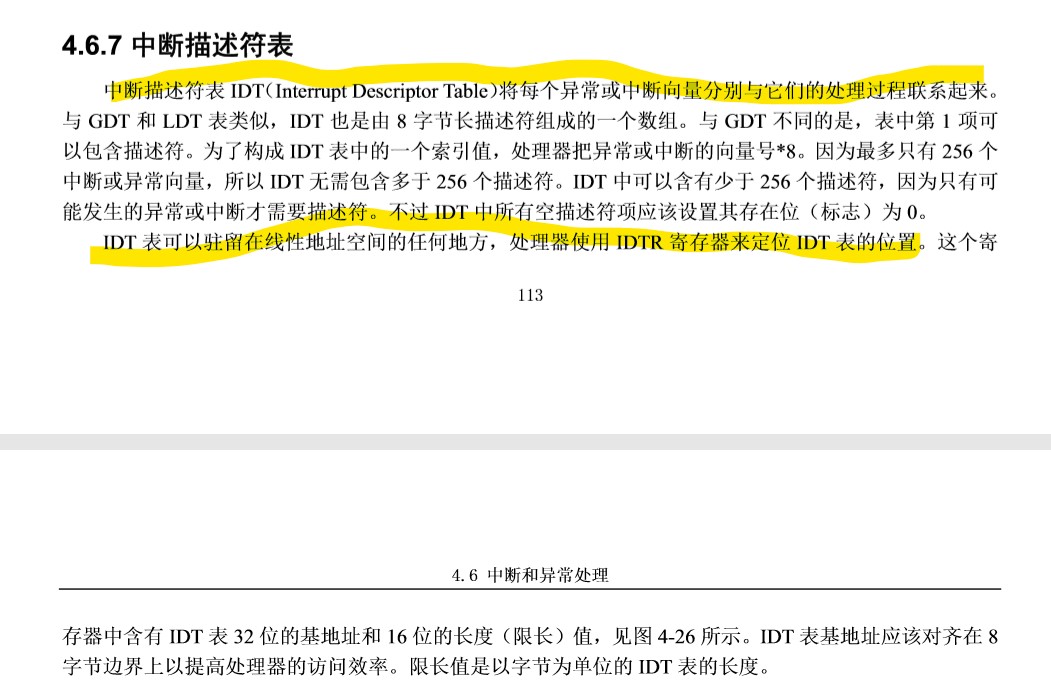 4.6.7 中断描述符表
中断描述符表 IDT（Interrupt Descriptor Table）将每个异常或中断向量分别与它们的处理过程联系起来。
与 GDT 和 LDT 表类似，IDT 也是由 8 字节长描述符组成的一个数组。与 GDT 不同的是，表中第 1 项可
以包含描述符。为了构成 IDT 表中的一个索引值，处理器把异常或中断的向量号*8。因为最多只有 256 个
中断或异常向量，所以 IDT 无需包含多于 256 个描述符。IDT 中可以含有少于 256 个描述符，因为只有可
能发生的异常或中断才需要描述符。不过 IDT 中所有空描述符项应该设置其存在位（标志）为 0。
IDT 表可以驻留在线性地址空间的任何地方，处理器使用 IDTR 寄存器来定位 IDT 表的位置。这个寄
113
4.6 中断和异常处理
存器中含有 IDT 表 32 位的基地址和 16 位的长度（限长）值，见图 4-26 所示。IDT 表基地址应该对齐在 8
字节边界上以提高处理器的访问效率。限长值是以字节为单位的 IDT 表的长度。